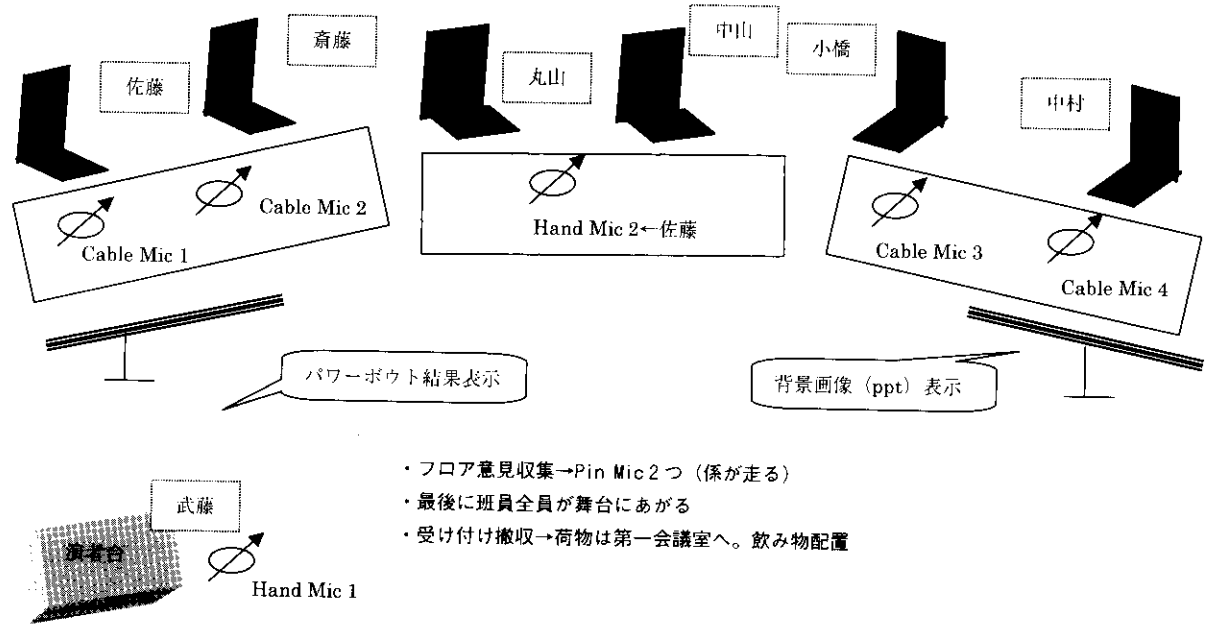 斎藤
中山
小橋
佐藤
丸山
中村
Cable Mic 2
Cable Mic 1
Hand Mic 2←佐藤
Cable Mic 3
Cable Mic 4
パワーボウト結果表示
背景画像（ppt）表示
・フロア意見収集→Pin Mic 2つ（係が走る）
・最後に班員全員が舞台にあがる
・受け付け撤収→荷物は第一会議室へ。飲み物配置
武藤
演者台
Hand Mic 1